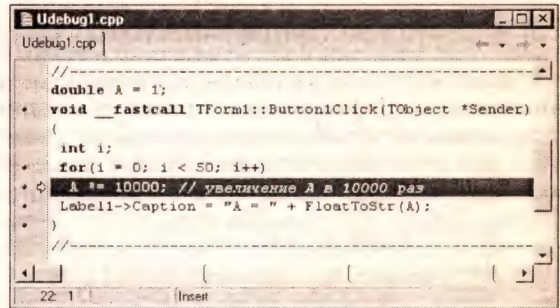 Udebug1.cpp
Udebug1.cpp
//------------------------------------------------------------
double A = 1;
void __fastcall TForm1::Button1Click(TObject *Sender)
{
int i;
for(i = 0; i < 50; i++)
A *= 10000; // увеличение A в 10000 раз
Label1->Caption = "A = " + FloatToStr(A);
}
//------------------------------------------------------------
22: 1
Insert